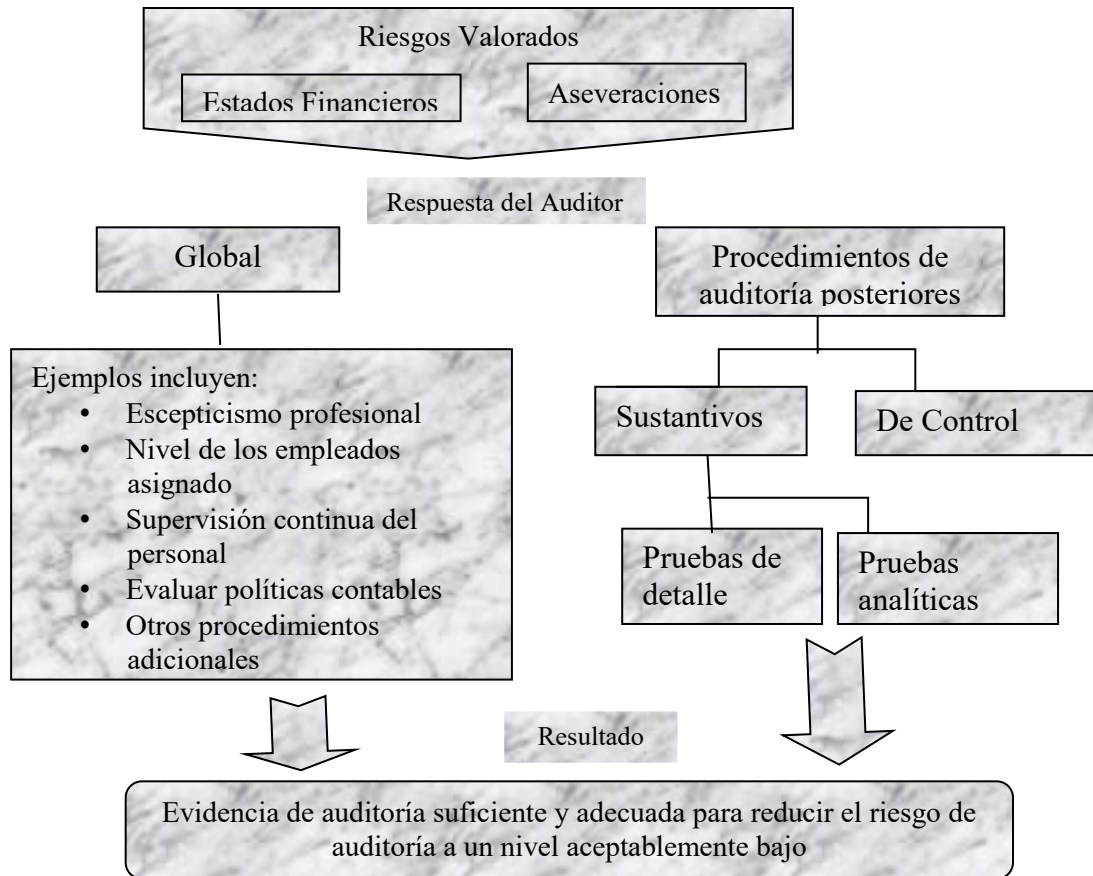 Riesgos Valorados
Estados Financieros
Aseveraciones
Respuesta del Auditor
Global
Ejemplos incluyen:
• Escepticismo profesional
• Nivel de los empleados
asignado
• Supervisión continua del
personal
• Evaluar políticas contables
• Otros procedimientos
adicionales
Procedimientos de
auditoría posteriores
Sustantivos
De Control
Pruebas de
detalle
Pruebas
analíticas
Resultado
Evidencia de auditoría suficiente y adecuada para reducir el riesgo de
auditoría a un nivel aceptablemente bajo